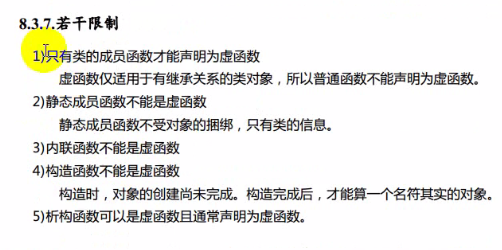 8.3.7.若干限制
1)只有类的成员函数才能声明为虚函数
虚函数仅适用于有继承关系的类对象，所以普通函数不能声明为虚函数。
2)静态成员函数不能是虚函数
静态成员函数不受对象的捆绑，只有类的信息。
3)内联函数不能是虚函数
4)构造函数不能是虚函数
构造时，对象的创建尚未完成。构造完成后，才能算一个名符其实的对象。
5)析构函数可以是虚函数且通常声明为虚函数。